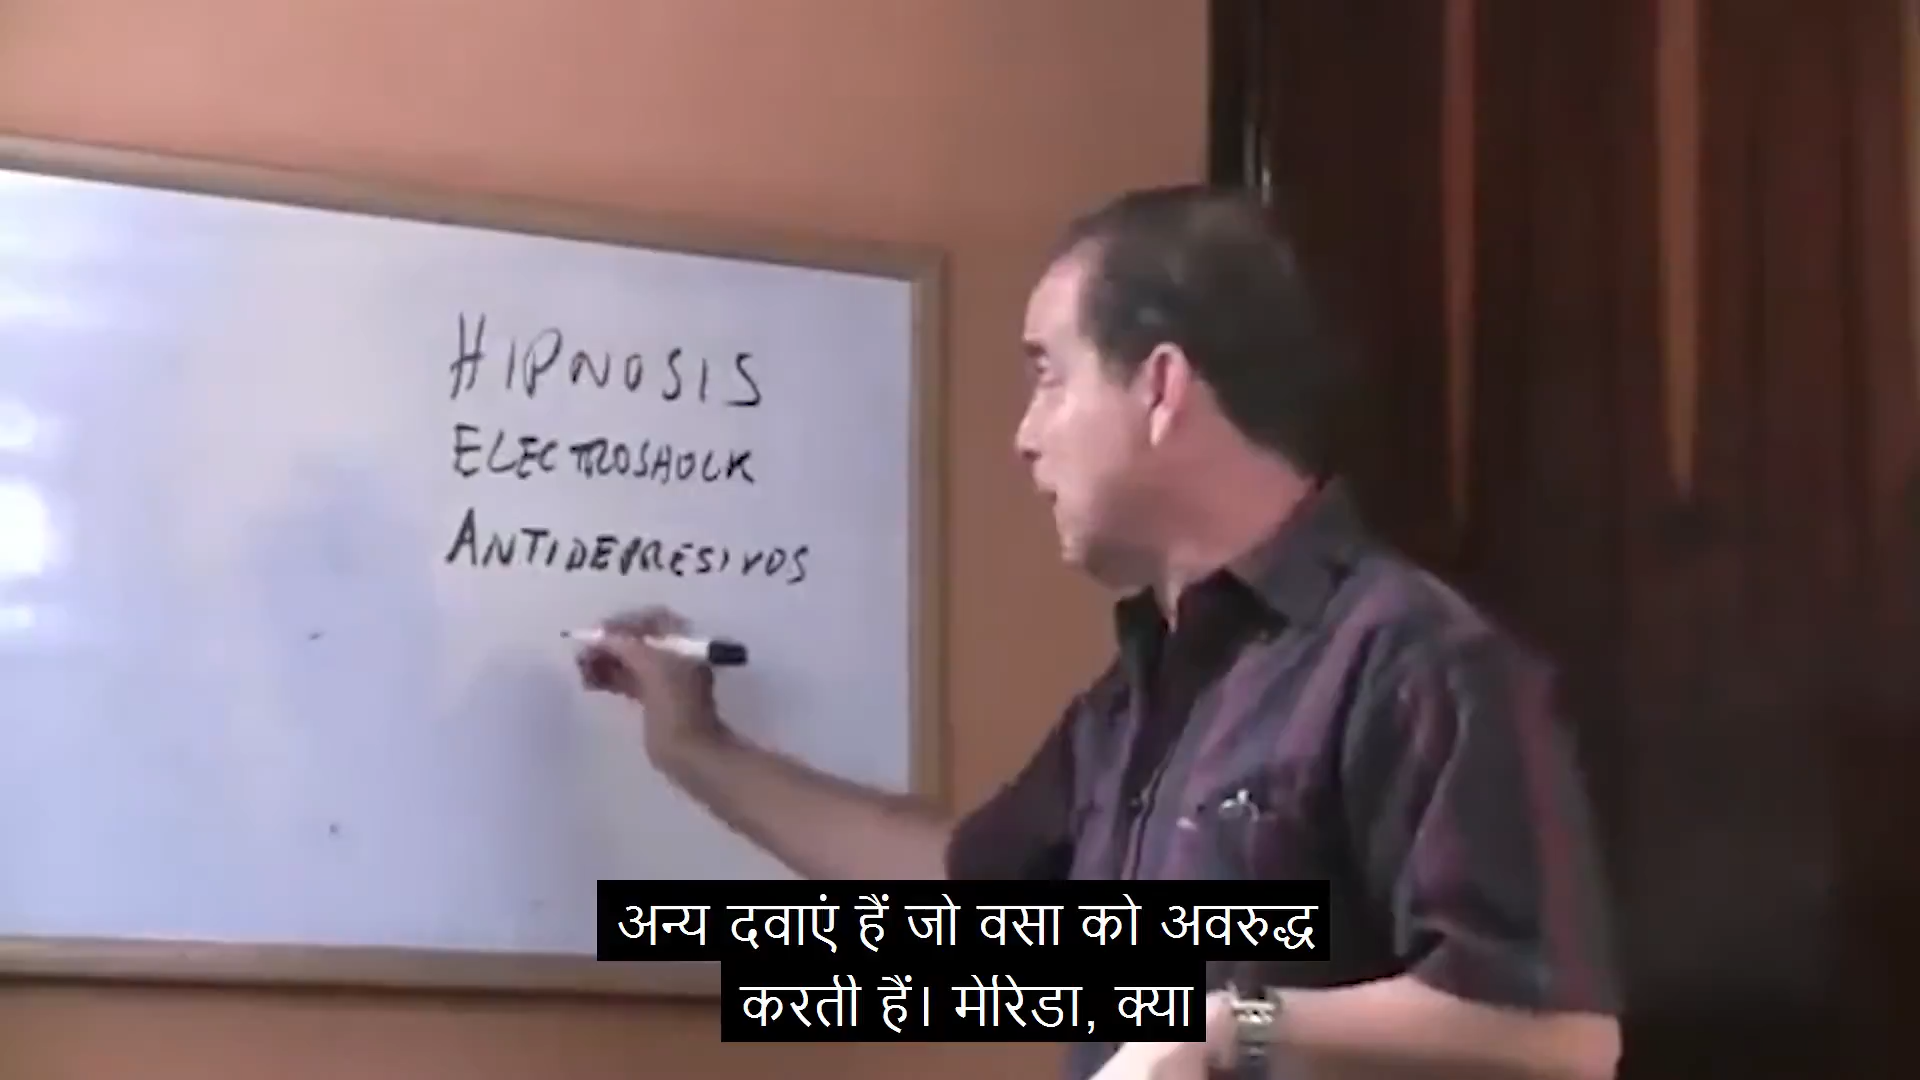 HIPNOSIS
ELECTROSHOCK
ANTIDEPRESIVOS
अन्य दवाएं हैं जो वसा को अवरुद्ध
करती हैं। मेरिडा, क्या